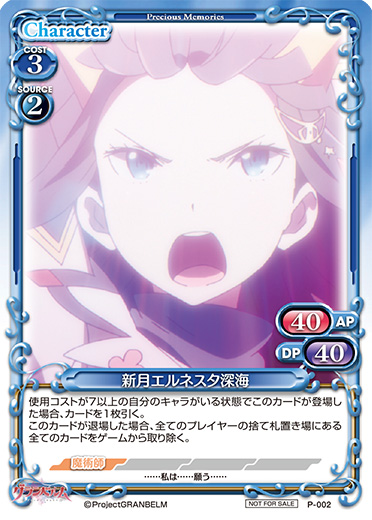 Precious Memories
Character
COST
3
SOURCE
2
40 AP
DP 40
新月エルネスタ深海
使用コストが7以上の自分のキャラがいる状態でこのカードが登場
した場合、カードを1枚引く。
このカードが退場した場合、全てのプレイヤーの捨て札置き場にある
全てのカードをゲームから取り除く。
魔術師
……私は……願う……
グランベルム
©ProjectGRANBELM
NOT FOR SALE
P-002